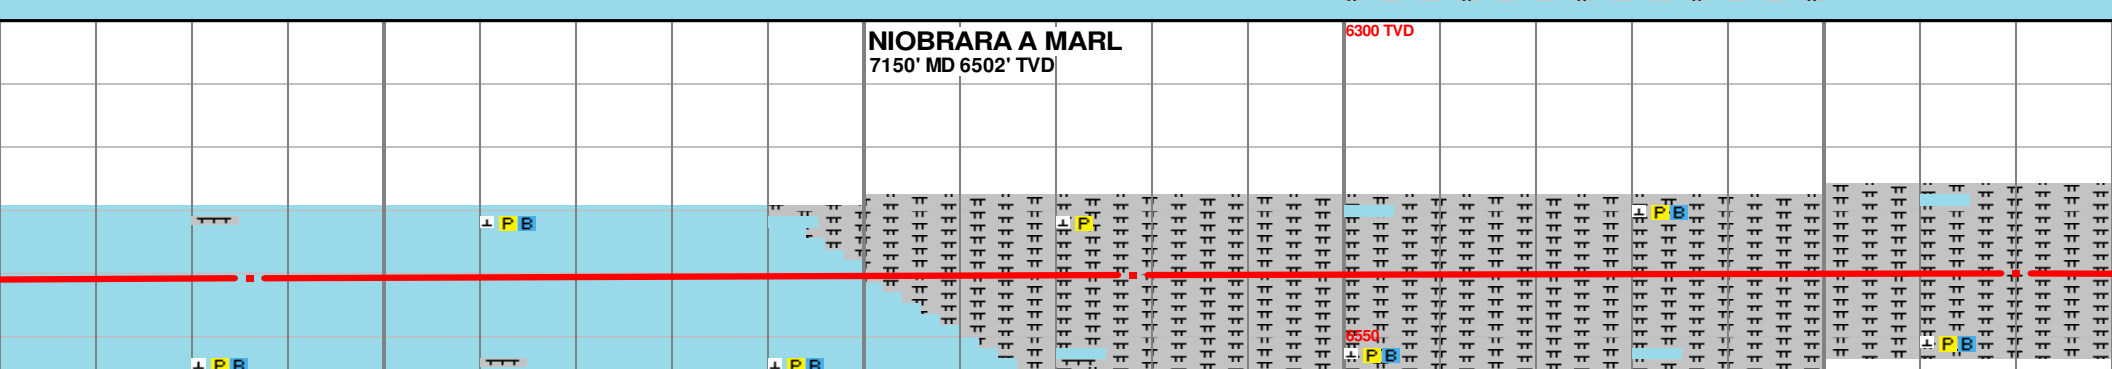 NIOBRARA A MARL
7150' MD 6502' TVD
6300 TVD
P B
P
P B
6550
P B
P B
P B
P B